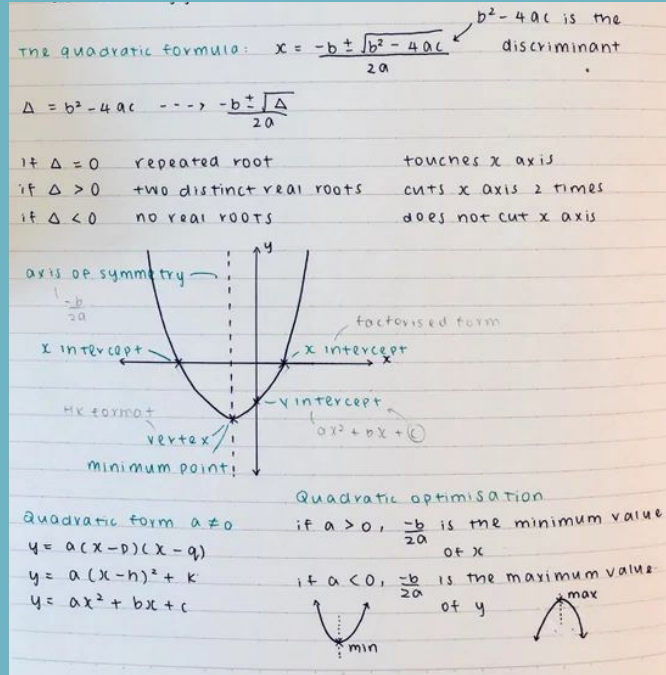 b² - 4ac is the
The quadratic formula: x = -b ± √b² - 4ac / 2a
discriminant
Δ = b² - 4ac ---> -b ± √Δ / 2a
if Δ = 0 repeated root touches x axis
if Δ > 0 two distinct real roots cuts x axis 2 times
if Δ < 0 no real roots does not cut x axis
y
axis of symmetry
-b / 2a
factorised form
x intercept
x intercept
x
y intercept
HK format
ax² + bx + c
vertex
minimum point
Quadratic optimisation
Quadratic form a ≠ 0
if a > 0, -b / 2a is the minimum value
of x
y = a(x-p)(x-q)
y = a(x-h)² + k
if a < 0, -b / 2a is the maximum value
of y
y = ax² + bx + c
max
min